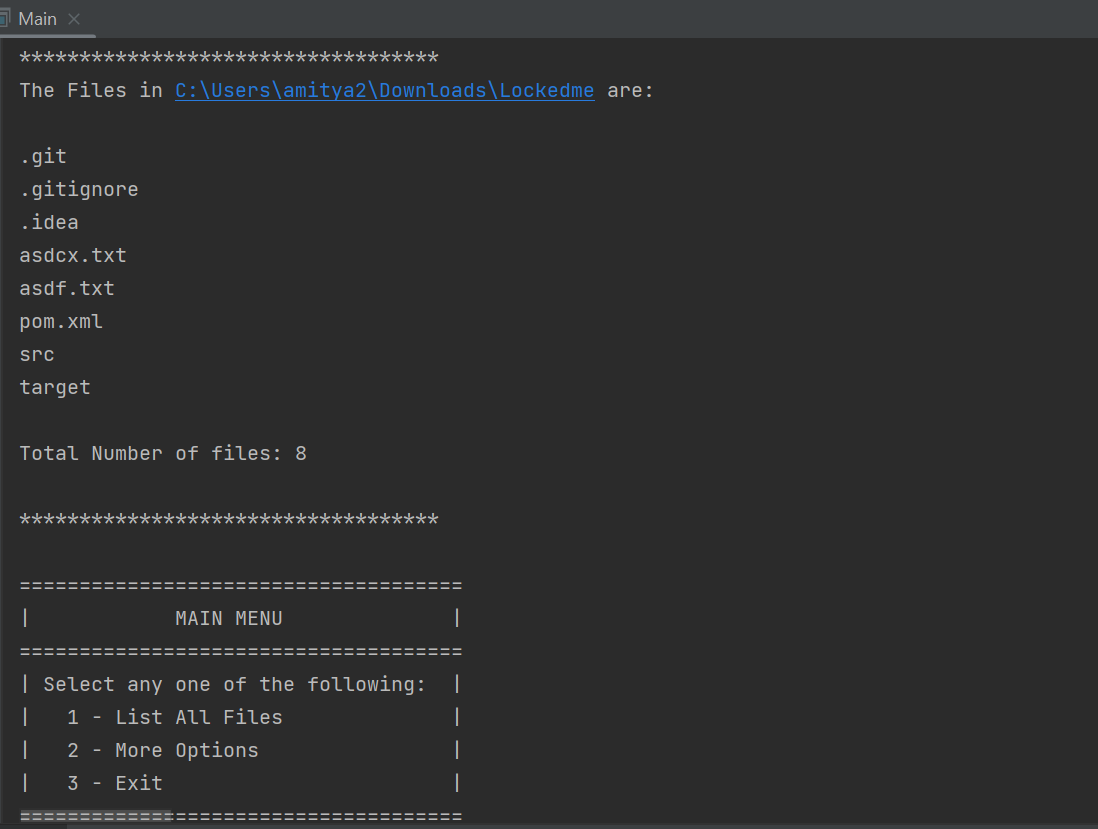 Main
***********************************
The Files in C:\Users\amitya2\Downloads\Lockedme are:
.git
.gitignore
.idea
asdcx.txt
asdf.txt
pom.xml
src
target
Total Number of files: 8
***********************************
=====================================
|            MAIN MENU              |
=====================================
| Select any one of the following:  |
|   1 - List All Files              |
|   2 - More Options                |
|   3 - Exit                        |
=====================================